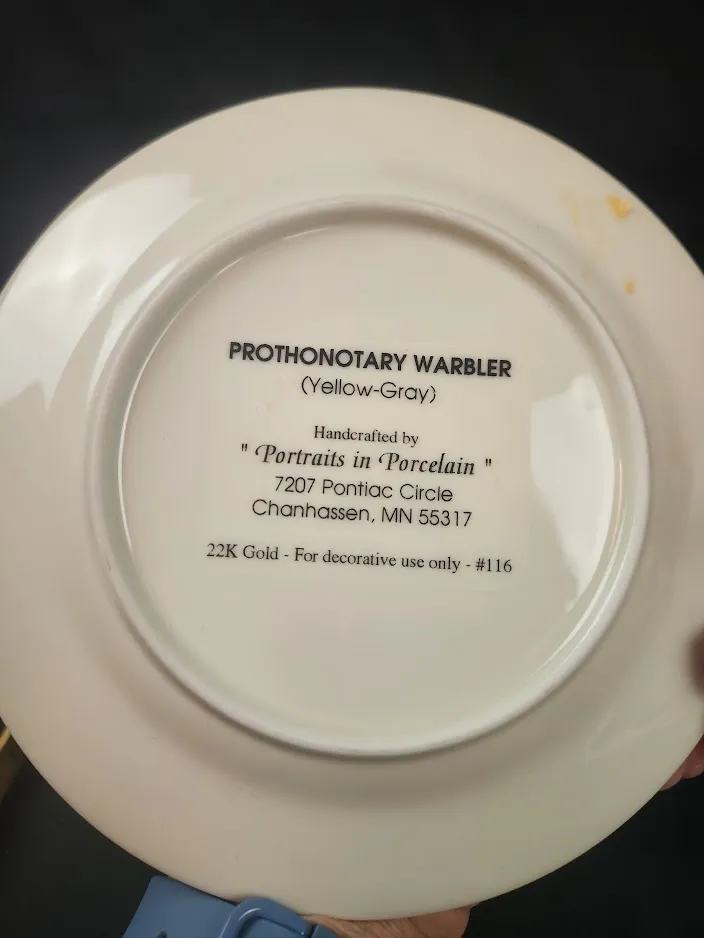 PROTHONOTARY WARBLER
(Yellow-Gray)
Handcrafted by
" Portraits in Porcelain "
7207 Pontiac Circle
Chanhassen, MN 55317
22K Gold - For decorative use only - #116